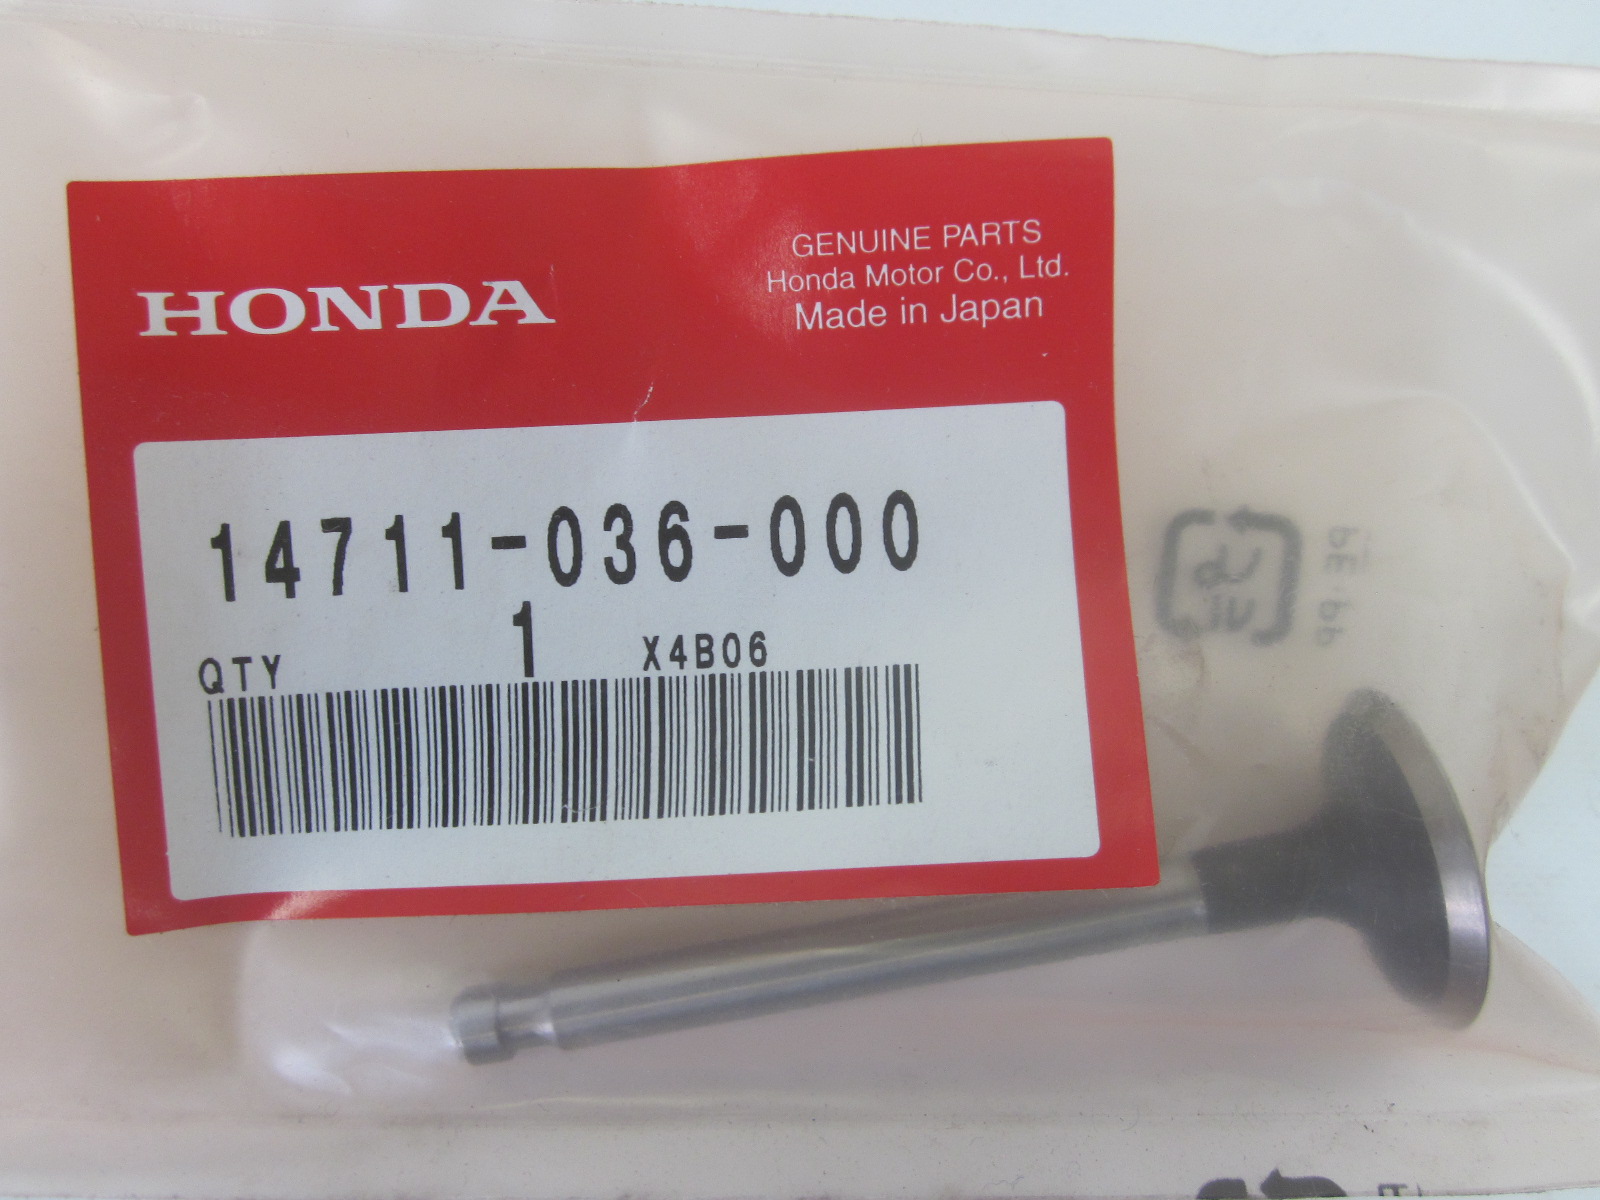 HONDA
GENUINE PARTS
Honda Motor Co., Ltd.
Made in Japan
14711-036-000
QTY 1 X4B06